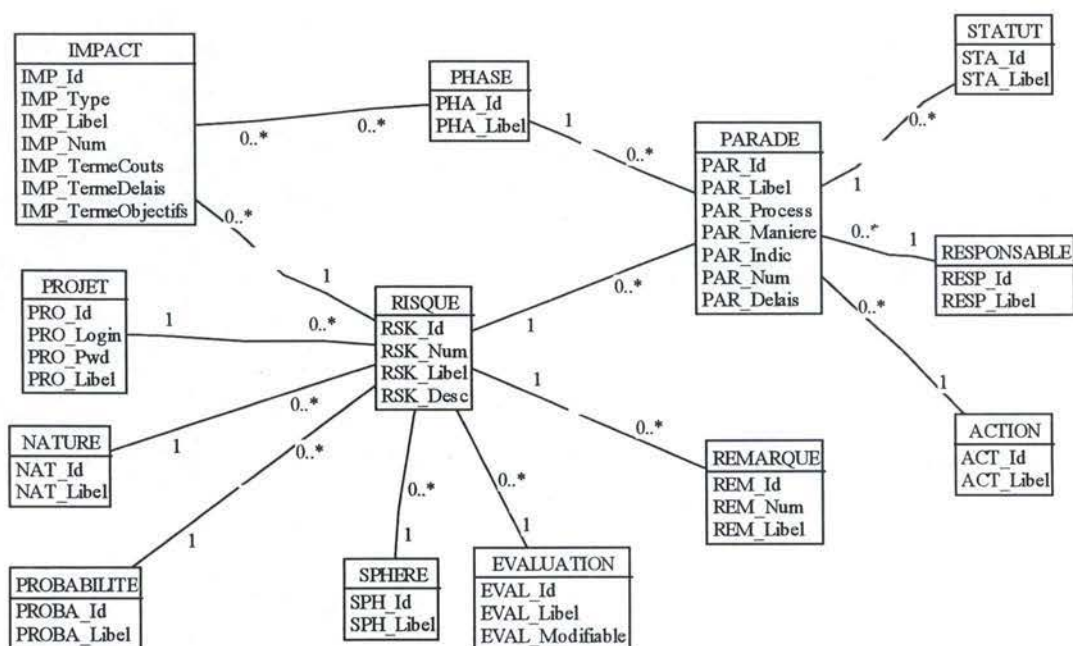 IMPACT
IMP_Id
IMP_Type
IMP_Libel
IMP_Num
IMP_TermeCouts
IMP_TermeDelais
IMP_TermeObjectifs
0..*
0..*
0..*
1
PHASE
PHA_Id
PHA_Libel
1
0..*
STATUT
STA_Id
STA_Libel
0..*
1
PARADE
PAR_Id
PAR_Libel
PAR_Process
PAR_Maniere
PAR_Indic
PAR_Num
PAR_Delais
0..*
1
RESPONSABLE
RESP_Id
RESP_Libel
0..*
1
ACTION
ACT_Id
ACT_Libel
PROJET
PRO_Id
PRO_Login
PRO_Pwd
PRO_Libel
1
0..*
RISQUE
RSK_Id
RSK_Num
RSK_Libel
RSK_Desc
1
0..*
1
0..*
REMARQUE
REM_Id
REM_Num
REM_Libel
NATURE
NAT_Id
NAT_Libel
1
0..*
PROBABILITE
PROBA_Id
PROBA_Libel
1
0..*
SPHERE
SPH_Id
SPH_Libel
1
0..*
EVALUATION
EVAL_Id
EVAL_Libel
EVAL_Modifiable
1
0..*